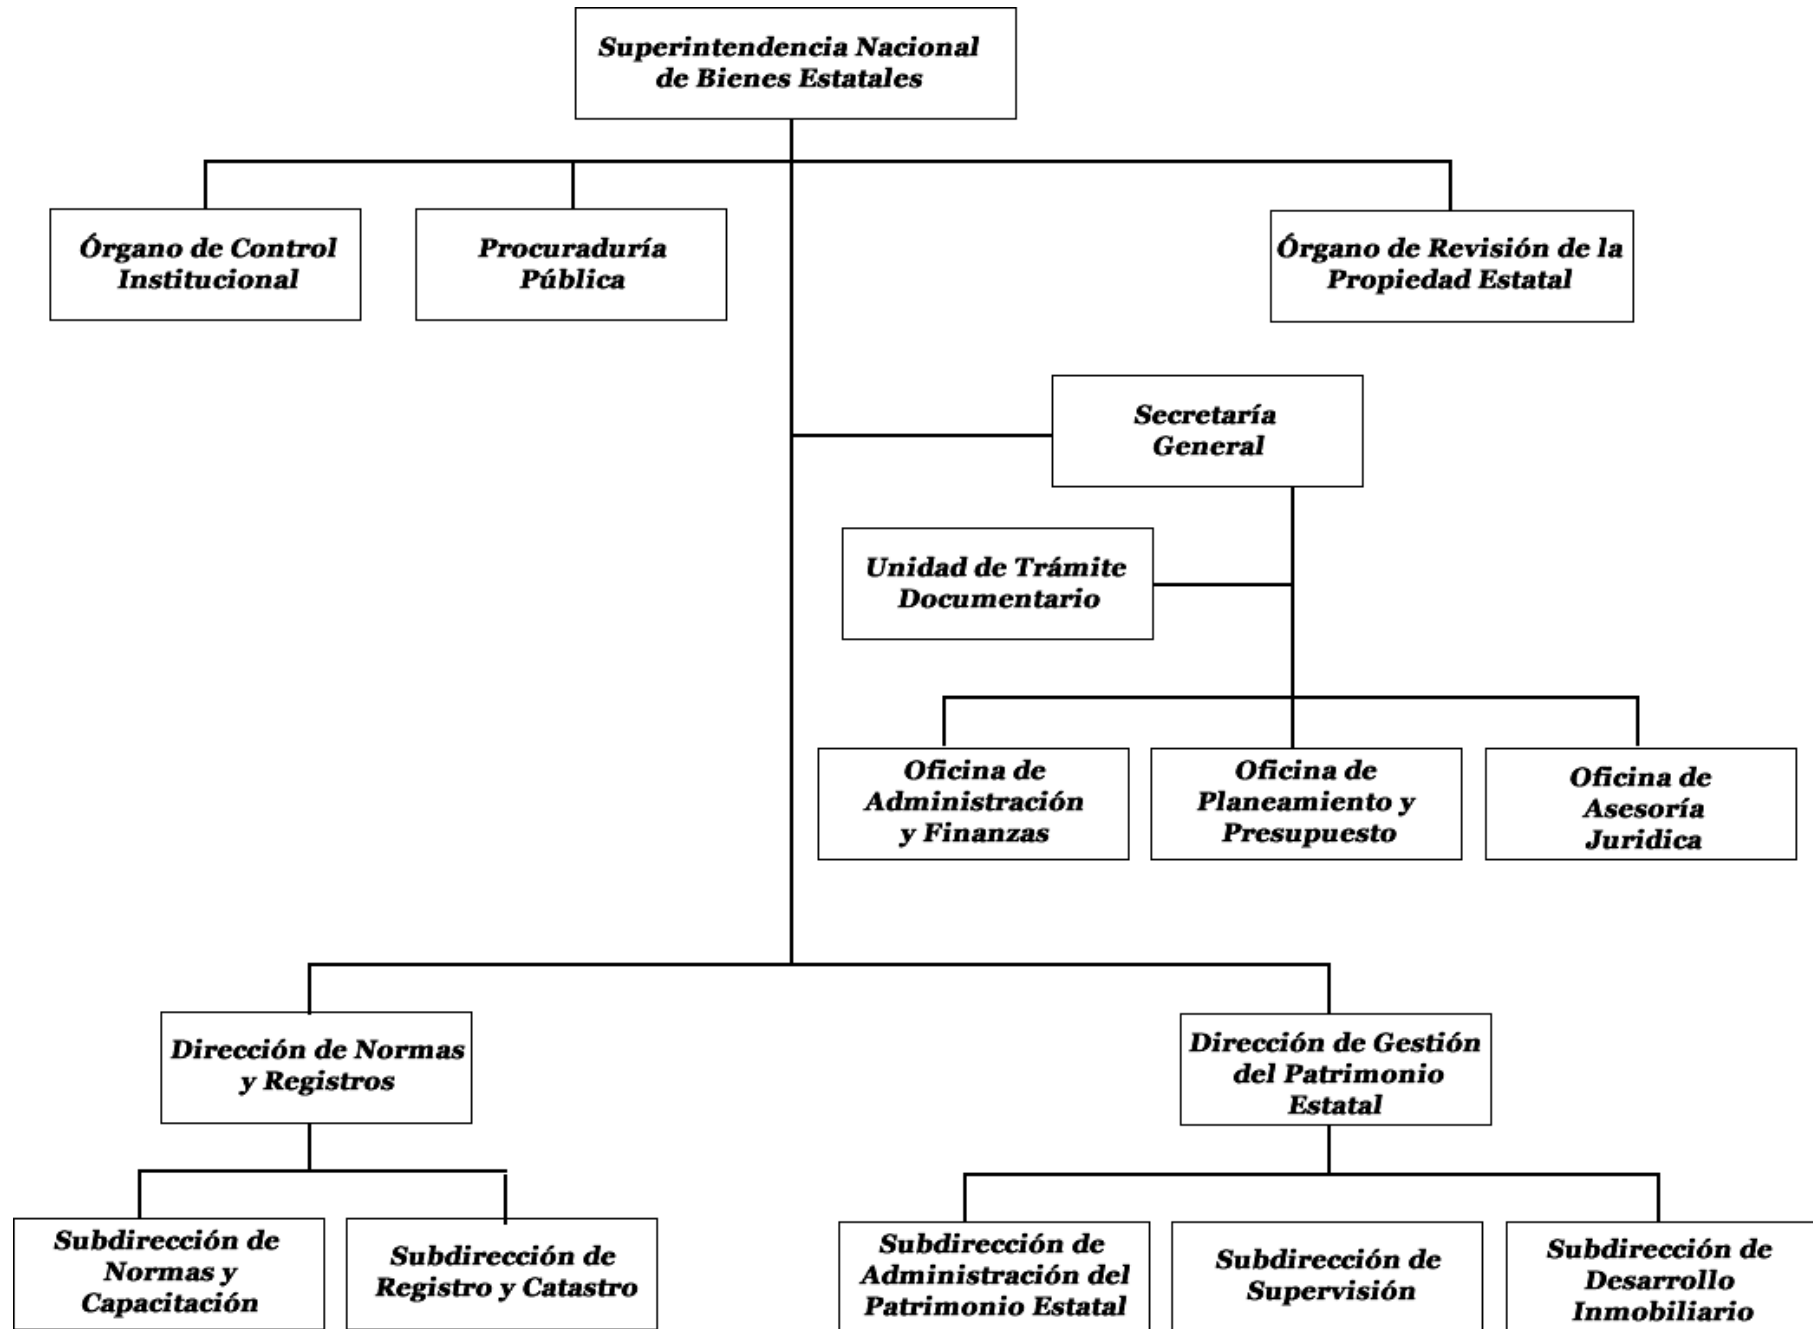 Superintendencia Nacional
de Bienes Estatales
Órgano de Control
Institucional
Procuraduría
Pública
Órgano de Revisión de la
Propiedad Estatal
Secretaría
General
Unidad de Trámite
Documentario
Oficina de
Administración
y Finanzas
Oficina de
Planeamiento y
Presupuesto
Oficina de
Asesoría
Juridica
Dirección de Normas
y Registros
Dirección de Gestión
del Patrimonio
Estatal
Subdirección de
Normas y
Capacitación
Subdirección de
Registro y Catastro
Subdirección de
Administración del
Patrimonio Estatal
Subdirección de
Supervisión
Subdirección de
Desarrollo
Inmobiliario